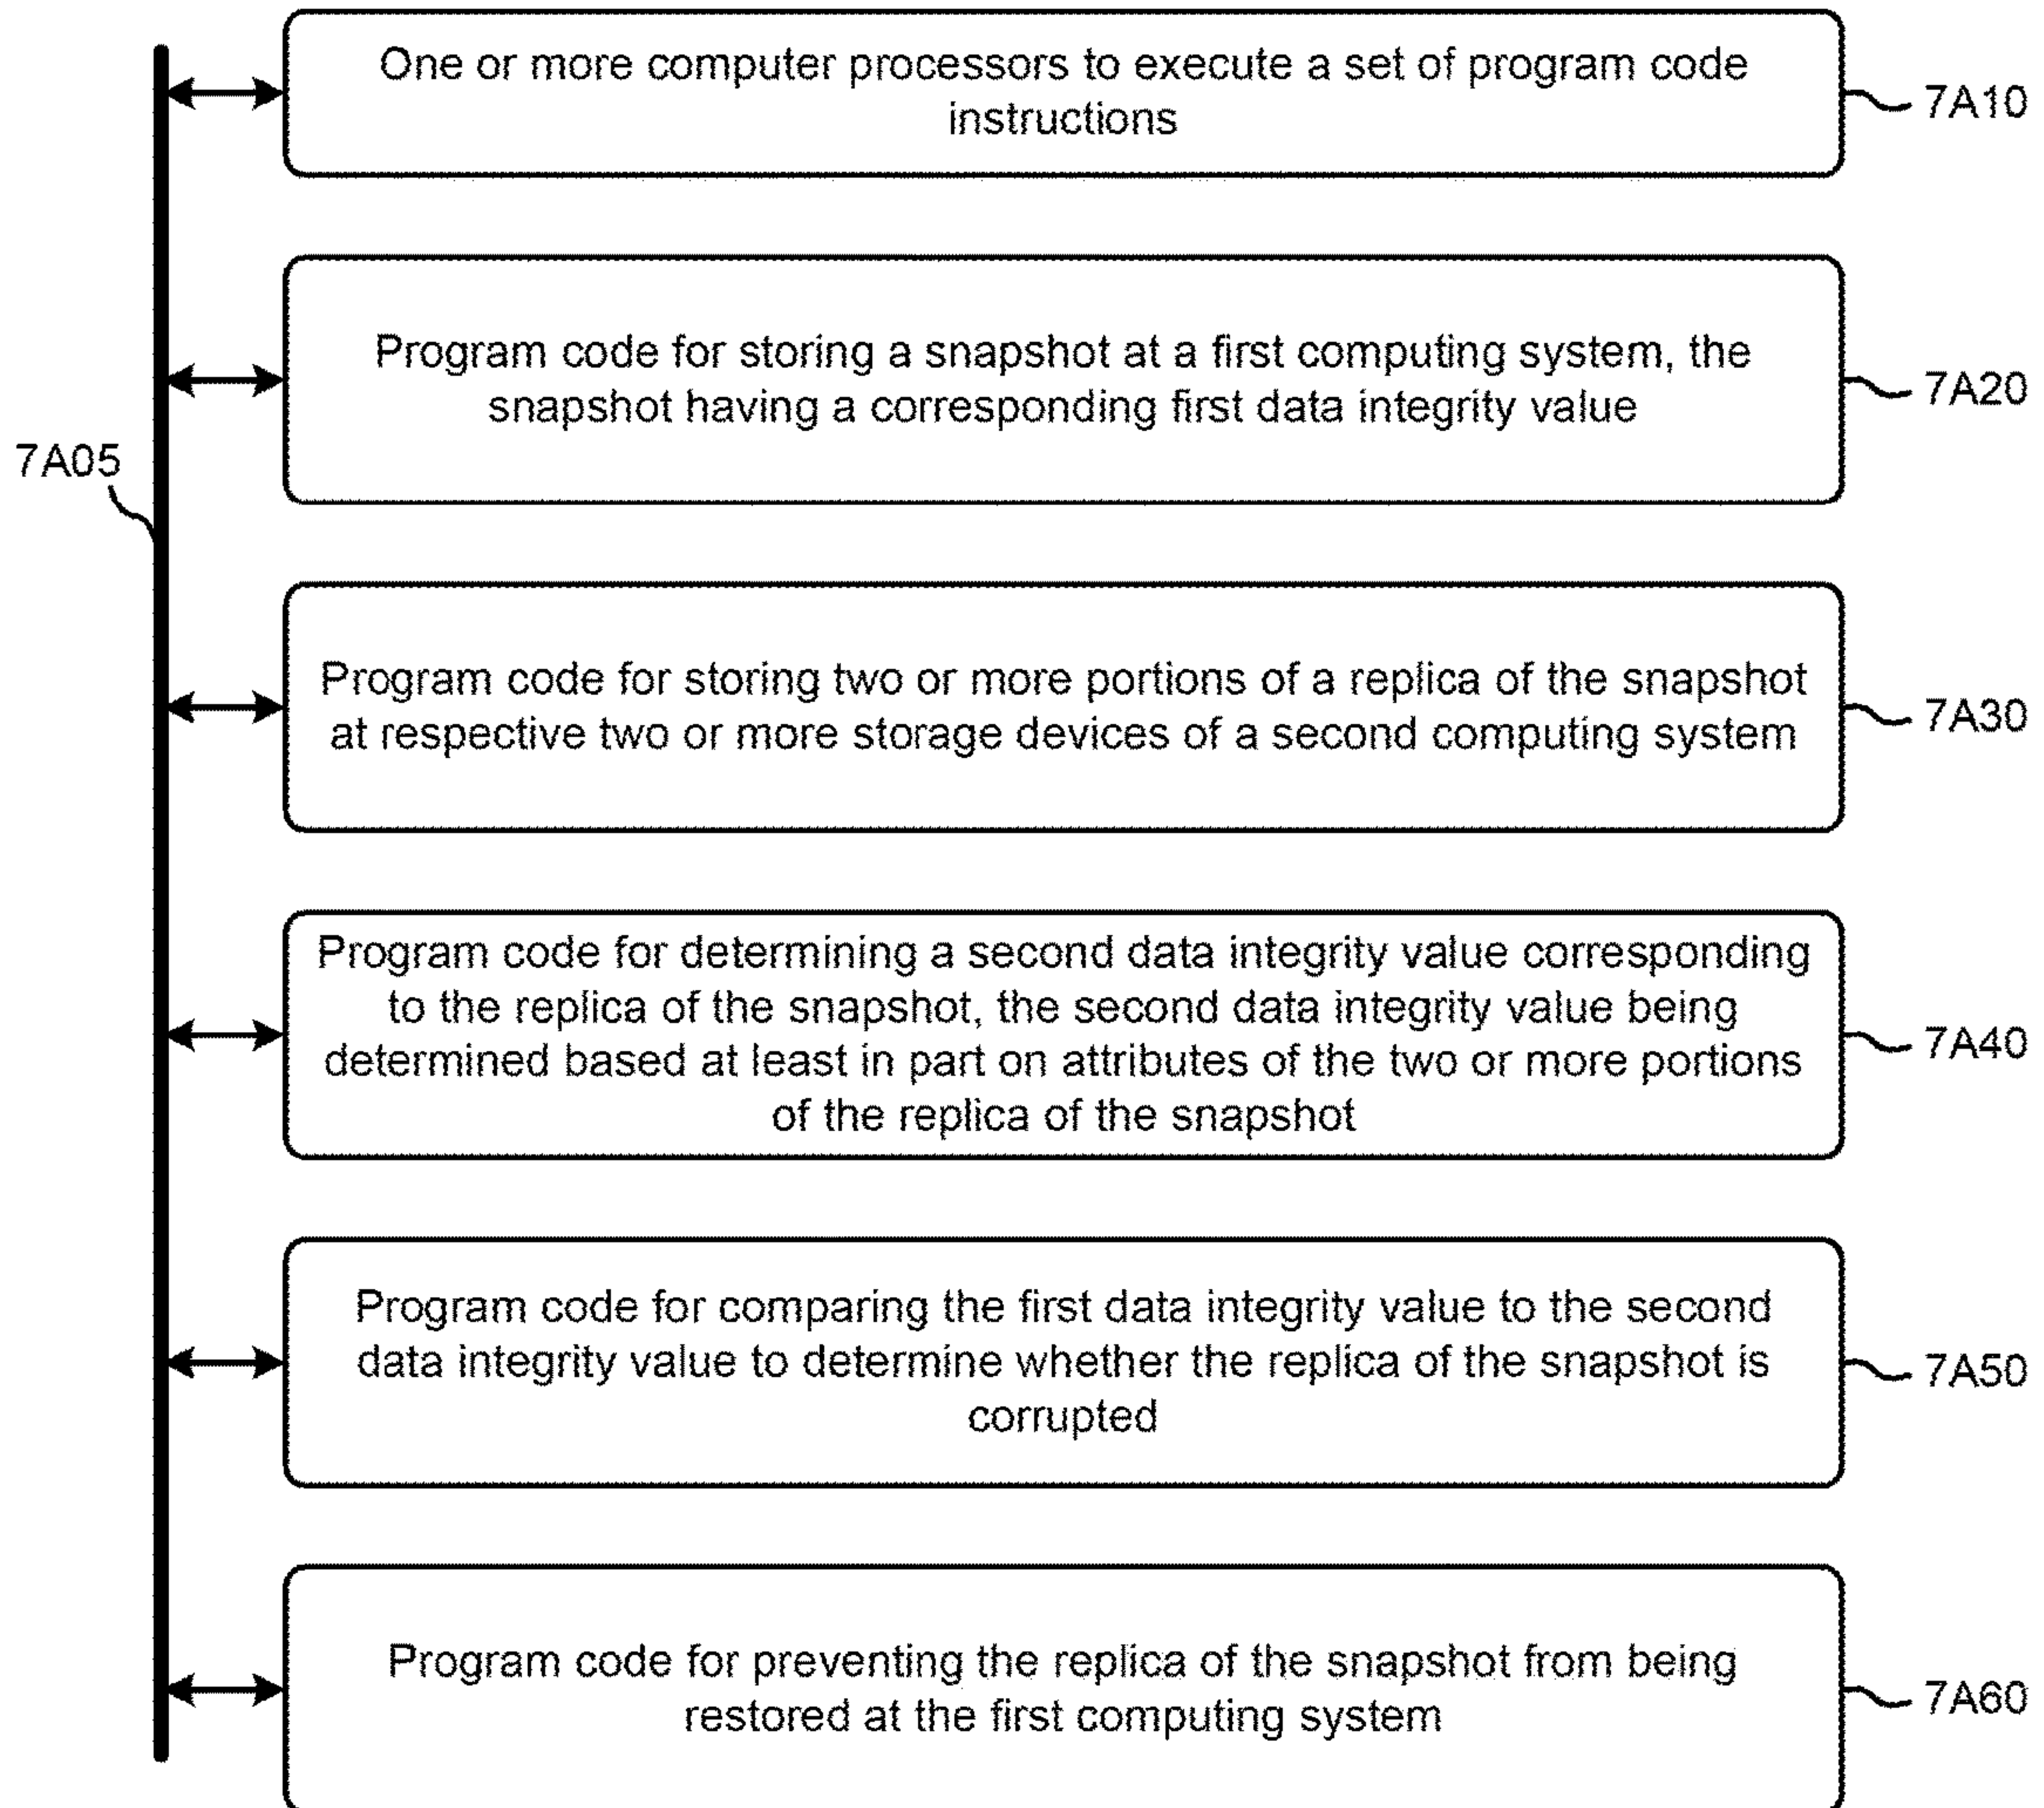 One or more computer processors to execute a set of program code
instructions
7A10
Program code for storing a snapshot at a first computing system, the
snapshot having a corresponding first data integrity value
7A20
7A05
Program code for storing two or more portions of a replica of the snapshot
at respective two or more storage devices of a second computing system
7A30
Program code for determining a second data integrity value corresponding
to the replica of the snapshot, the second data integrity value being
determined based at least in part on attributes of the two or more portions
of the replica of the snapshot
7A40
Program code for comparing the first data integrity value to the second
data integrity value to determine whether the replica of the snapshot is
corrupted
7A50
Program code for preventing the replica of the snapshot from being
restored at the first computing system
7A60